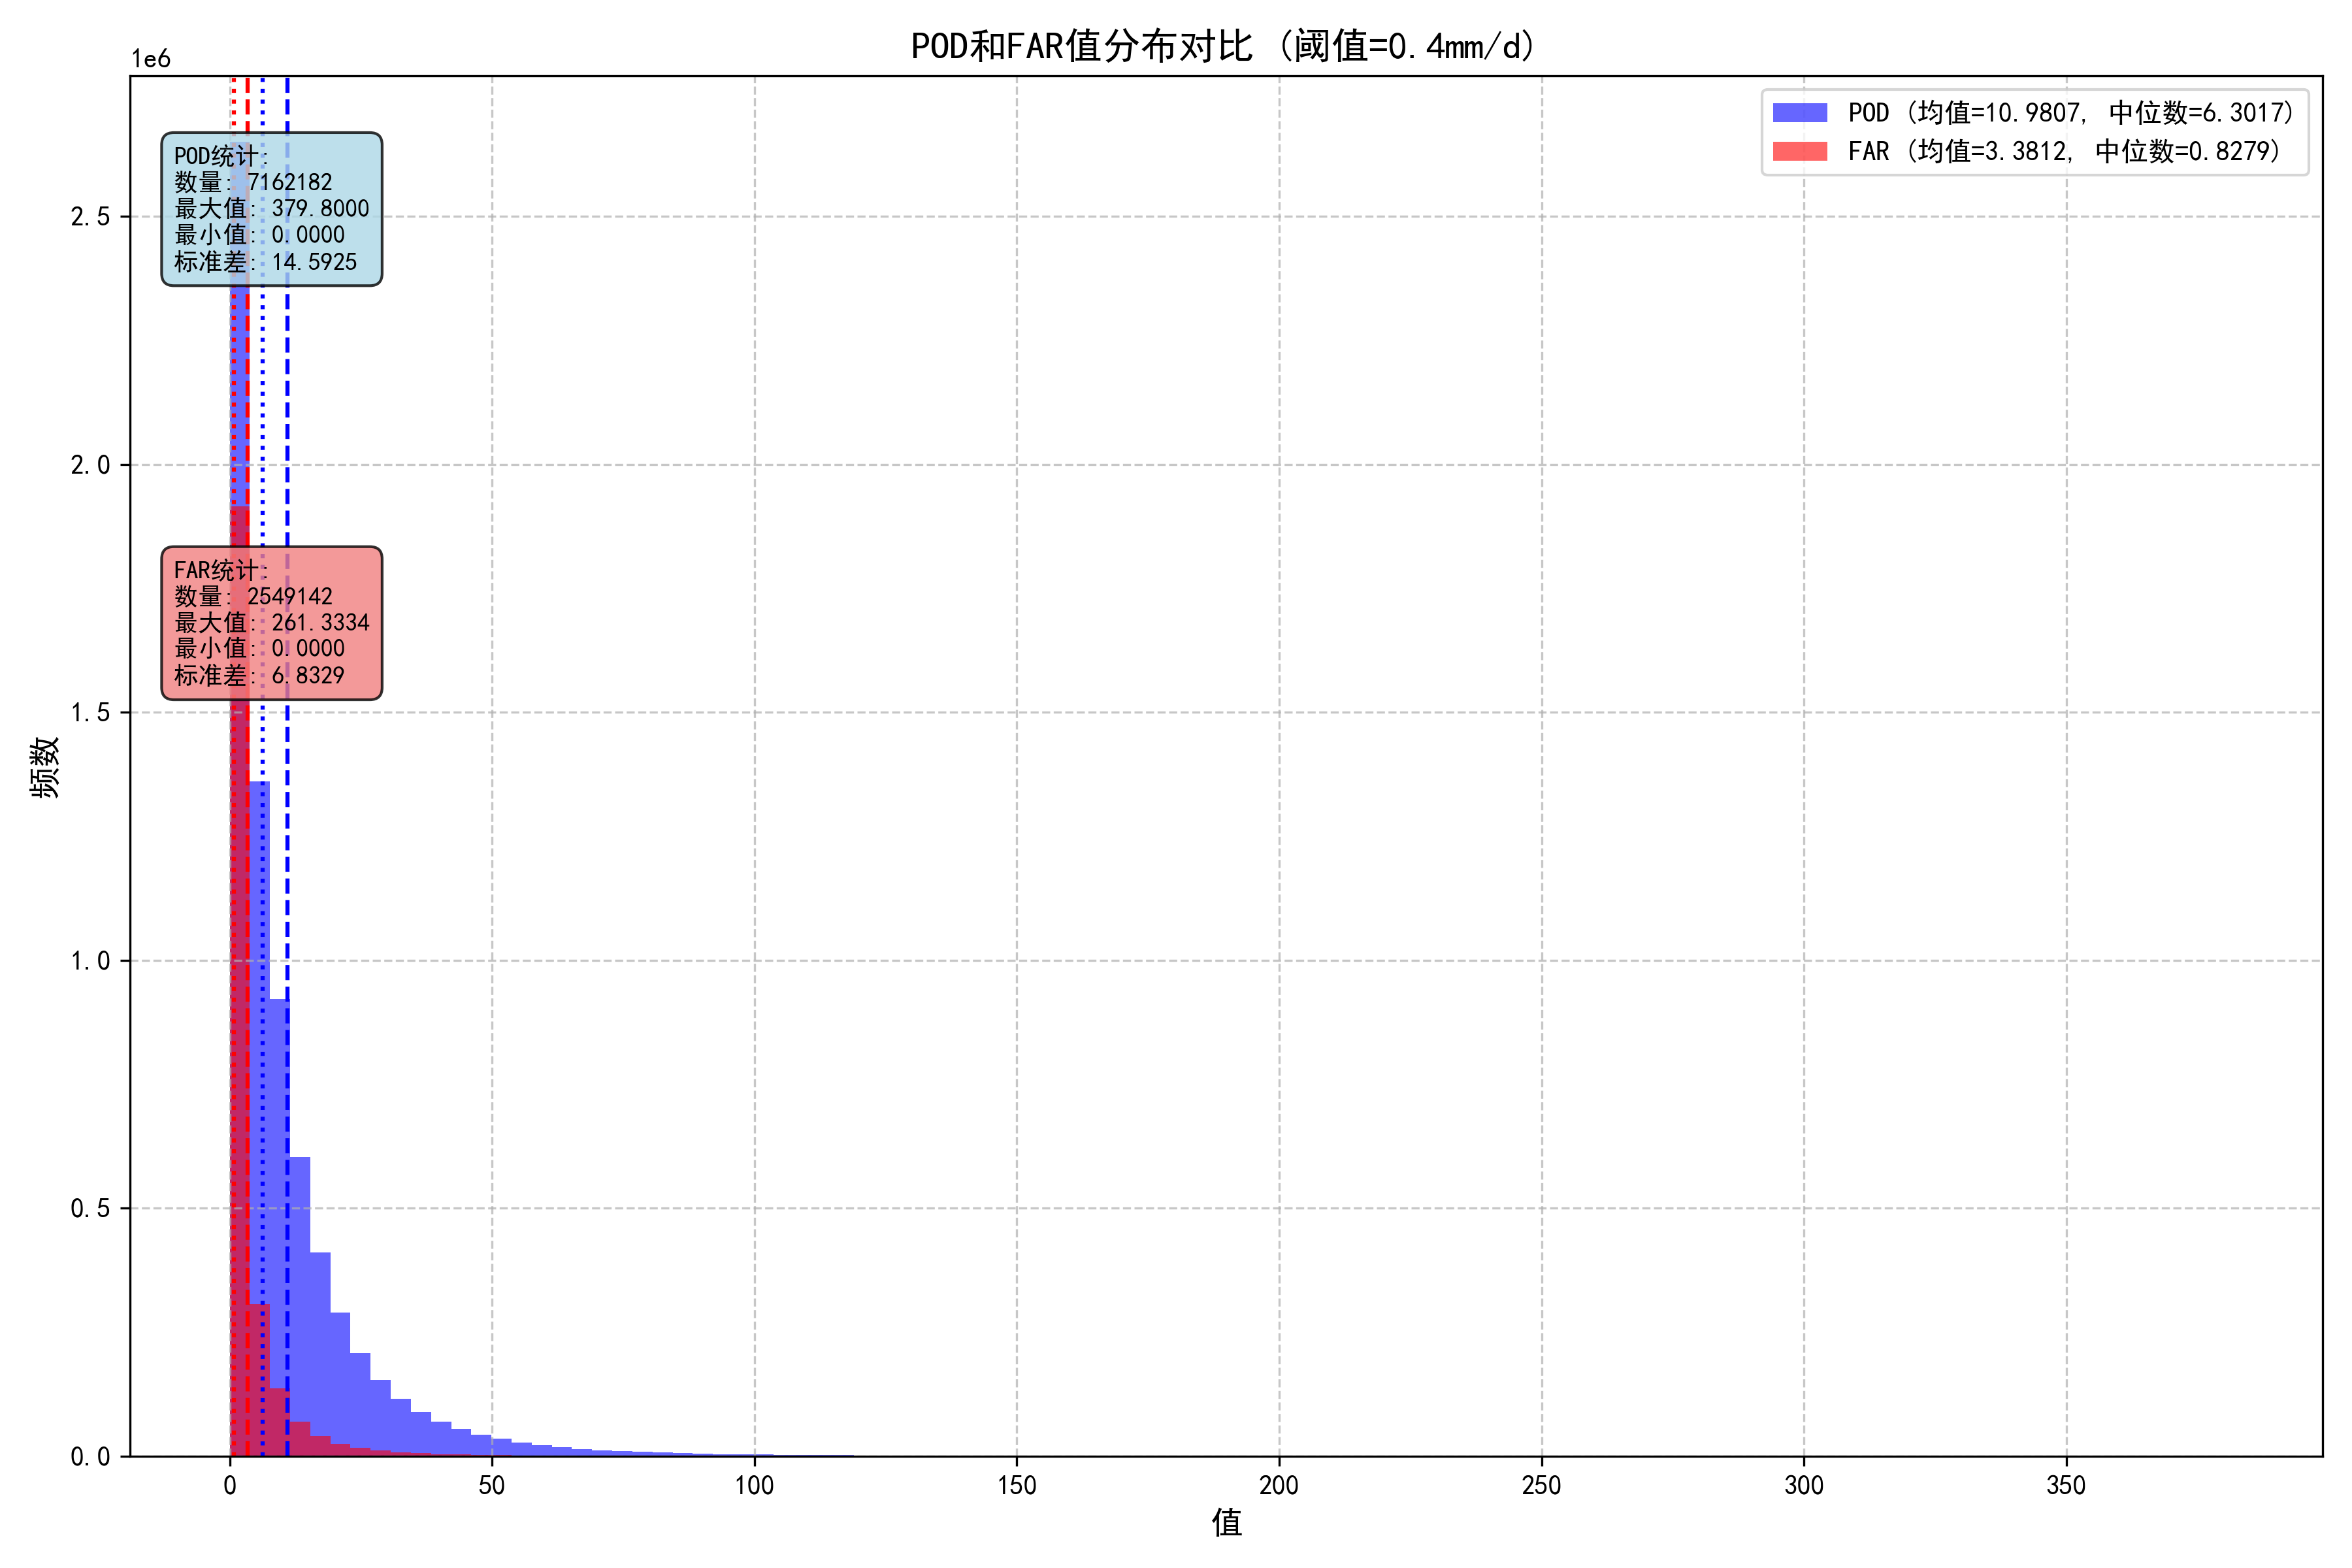 POD和FAR值分布对比 (阈值=0.4mm/d)
1e6
POD (均值=10.9807, 中位数=6.3017)
FAR (均值=3.3812, 中位数=0.8279)
POD统计:
数量: 7162182
最大值: 379.8000
最小值: 0.0000
标准差: 14.5925
FAR统计:
数量: 2549142
最大值: 261.3334
最小值: 0.0000
标准差: 6.8329
频数
2.5
2.0
1.5
1.0
0.5
0.0
0 50 100 150 200 250 300 350
值